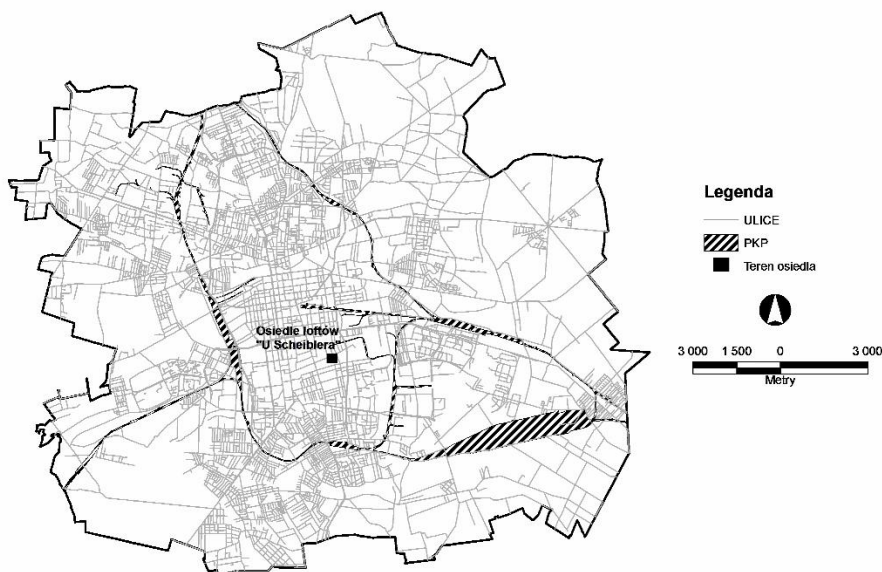 Osiedle loftów
"U Scheiblera"
Legenda
ULICE
PKP
Teren osiedla
3 000 1 500 0 3 000
Metry